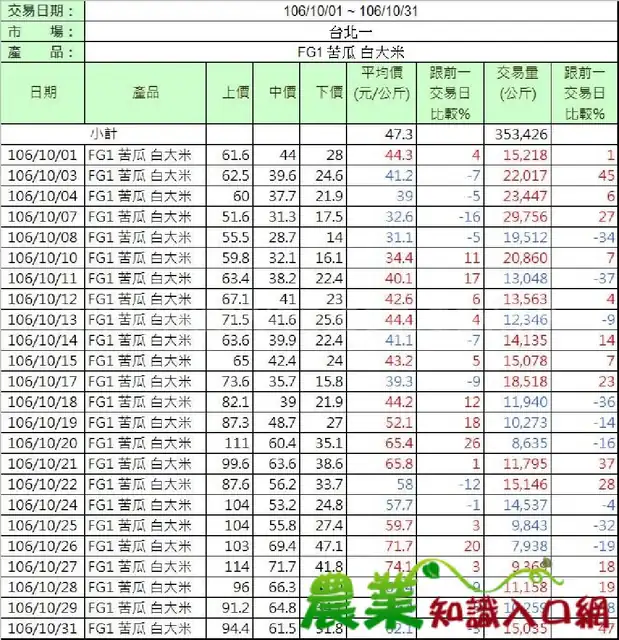 交易日期： 106/10/01 ~ 106/10/31
市 場： 台北一
產 品： FG1 苦瓜 白大米
日期 產品 上價 中價 下價 平均價(元/公斤) 跟前一交易日比較% 交易量(公斤) 跟前一交易日比較%
小計 47.3 353,426
106/10/01 FG1 苦瓜 白大米 61.6 44 28 44.3 4 15,218 1
106/10/03 FG1 苦瓜 白大米 62.5 39.6 24.6 41.2 -7 22,017 45
106/10/04 FG1 苦瓜 白大米 60 37.7 21.9 39 -5 23,447 6
106/10/07 FG1 苦瓜 白大米 51.6 31.3 17.5 32.6 -16 29,756 27
106/10/08 FG1 苦瓜 白大米 55.5 28.7 14 31.1 -5 19,512 -34
106/10/10 FG1 苦瓜 白大米 59.8 32.1 16.1 34.4 11 20,860 7
106/10/11 FG1 苦瓜 白大米 63.4 38.2 22.4 40.1 17 13,048 -37
106/10/12 FG1 苦瓜 白大米 67.1 41 23 42.6 6 13,563 4
106/10/13 FG1 苦瓜 白大米 71.5 41.6 25.6 44.4 4 12,346 -9
106/10/14 FG1 苦瓜 白大米 63.6 39.9 22.4 41.1 -7 14,135 14
106/10/15 FG1 苦瓜 白大米 65 42.4 24 43.2 5 15,078 7
106/10/17 FG1 苦瓜 白大米 73.6 35.7 15.8 39.3 -9 18,518 23
106/10/18 FG1 苦瓜 白大米 82.1 39 21.9 44.2 12 11,940 -36
106/10/19 FG1 苦瓜 白大米 87.3 48.7 27 52.1 18 10,273 -14
106/10/20 FG1 苦瓜 白大米 111 60.4 35.1 65.4 26 8,635 -16
106/10/21 FG1 苦瓜 白大米 99.6 63.6 38.6 65.8 1 11,795 37
106/10/22 FG1 苦瓜 白大米 87.6 56.2 33.7 58 -12 15,146 28
106/10/24 FG1 苦瓜 白大米 104 53.2 24.8 57.7 -1 14,537 -4
106/10/25 FG1 苦瓜 白大米 104 55.8 27.4 59.7 3 9,843 -32
106/10/26 FG1 苦瓜 白大米 103 69.4 47.1 71.7 20 7,938 -19
106/10/27 FG1 苦瓜 白大米 114 71.7 41.8 74.1 3 18
106/10/28 FG1 苦瓜 白大米 96 66.3 11,158 19
106/10/29 FG1 苦瓜 白大米 91.2 64.8
106/10/31 FG1 苦瓜 白大米 94.4 61.5
農業知識入口網